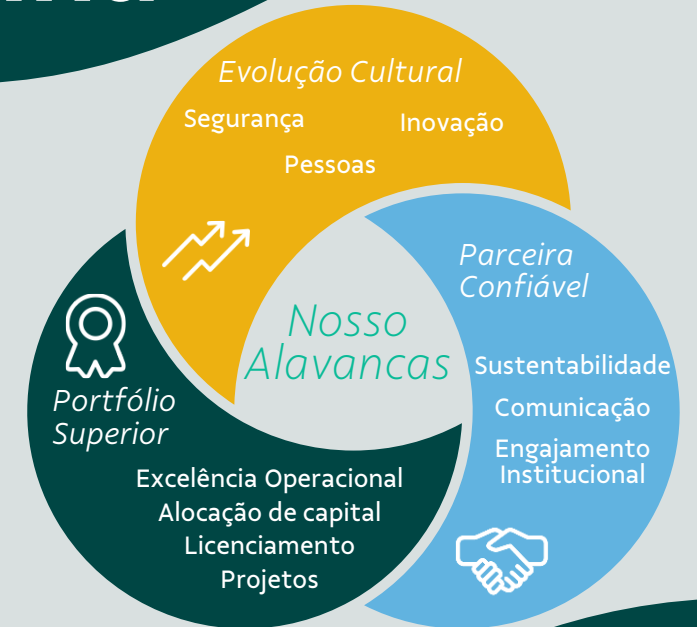 Evolução Cultural
Segurança
Inovação
Pessoas
Parceira
Confiável
Sustentabilidade
Comunicação
Engajamento
Institucional
Nosso
Alavancas
Portfólio
Superior
Excelência Operacional
Alocação de capital
Licenciamento
Projetos